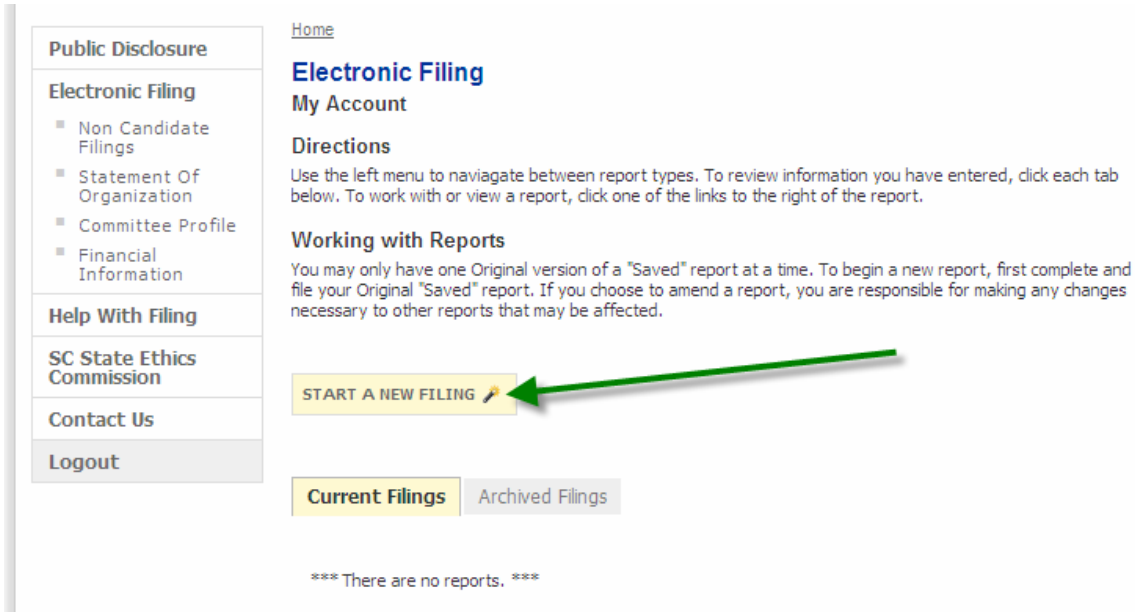 Public Disclosure
Electronic Filing
Non Candidate
Filings
Statement Of
Organization
Committee Profile
Financial
Information
Help With Filing
SC State Ethics
Commission
Contact Us
Logout
Home
Electronic Filing
My Account
Directions
Use the left menu to naviagate between report types. To review information you have entered, click each tab
below. To work with or view a report, click one of the links to the right of the report.
Working with Reports
You may only have one Original version of a "Saved" report at a time. To begin a new report, first complete and
file your Original "Saved" report. If you choose to amend a report, you are responsible for making any changes
necessary to other reports that may be affected.
START A NEW FILING
Current Filings Archived Filings
*** There are no reports. ***